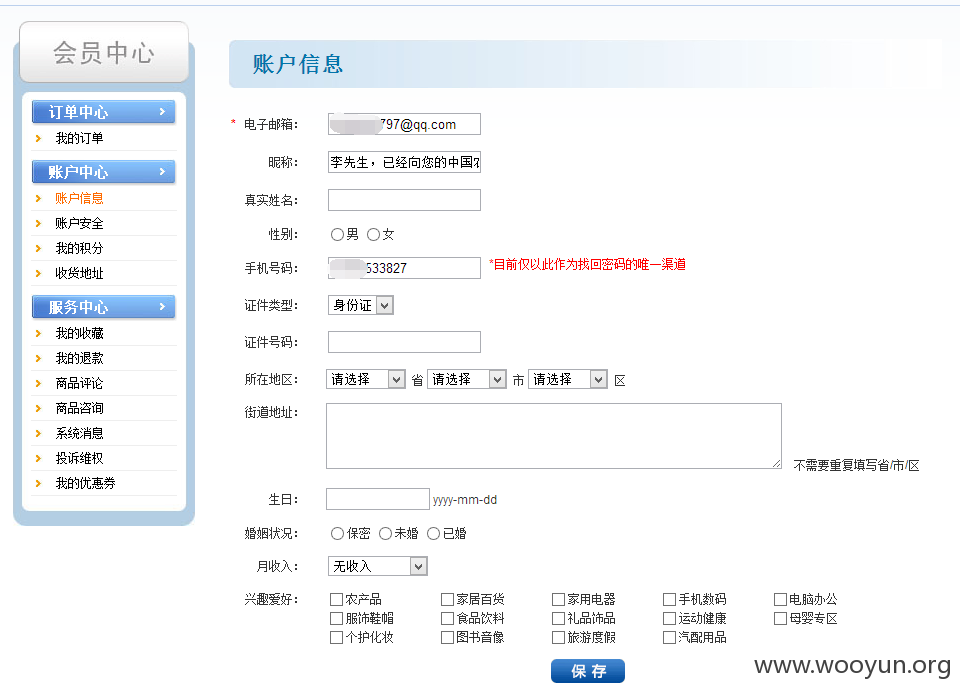 会员中心
订单中心
我的订单
账户中心
账户信息
账户安全
我的积分
收货地址
服务中心
我的收藏
我的退款
商品评论
商品咨询
系统消息
投诉维权
我的优惠券
账户信息
* 电子邮箱： 797@qq.com
昵称： 李先生，已经向您的中国农
真实姓名：
性别： 男 女
手机号码： 533827 *目前仅以此作为找回密码的唯一渠道
证件类型： 身份证
证件号码：
所在地区： 请选择 省 请选择 市 请选择 区
街道地址： 不需要重复填写省/市/区
生日： yyyy-mm-dd
婚姻状况： 保密 未婚 已婚
月收入： 无收入
兴趣爱好： 农产品 家居百货 家用电器 手机数码 电脑办公
服饰鞋帽 食品饮料 礼品饰品 运动健康 母婴专区
个护化妆 图书音像 旅游度假 汽配用品
保 存
www.wooyun.org